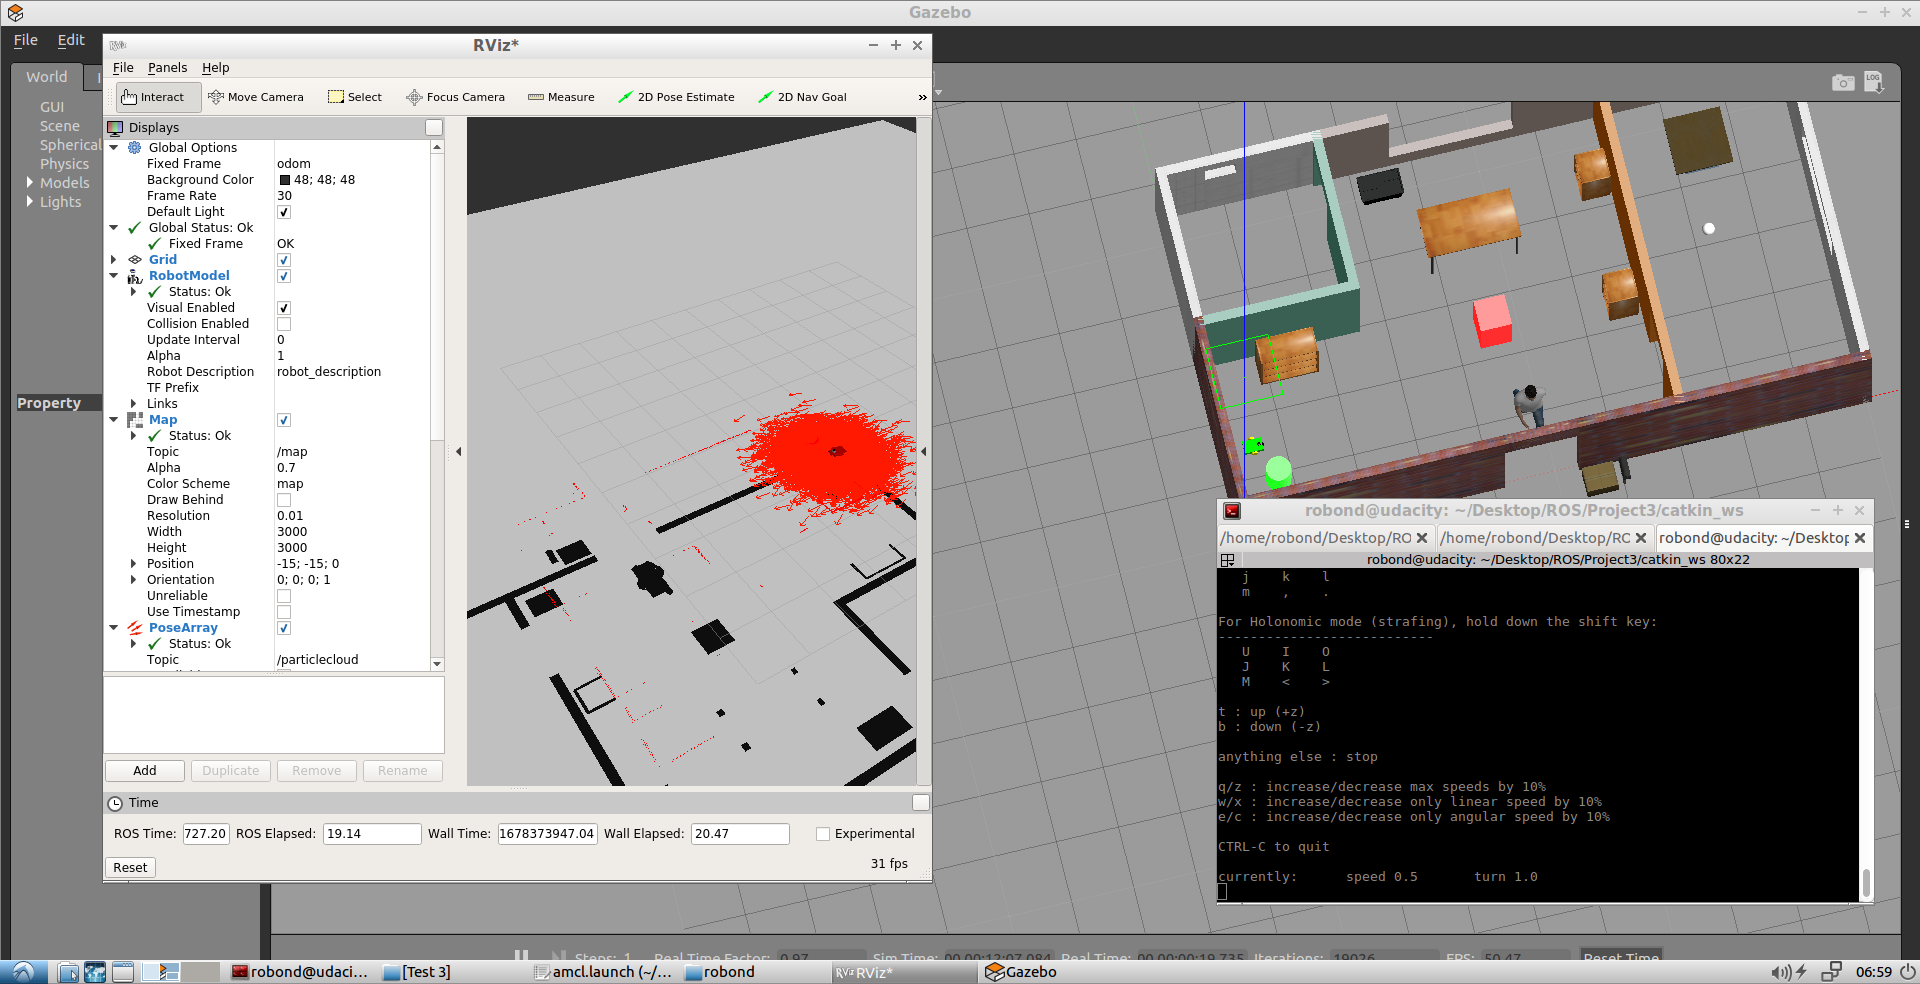 Gazebo
File Edit
World
GUI
Scene
Spherical
Physics
Models
Lights
Property
RViz*
File Panels Help
Interact Move Camera Select Focus Camera Measure 2D Pose Estimate 2D Nav Goal »
Displays
Global Options
Fixed Frame odom
Background Color 48; 48; 48
Frame Rate 30
Default Light
Global Status: Ok
Fixed Frame OK
Grid
RobotModel
Status: Ok
Visual Enabled
Collision Enabled
Update Interval 0
Alpha 1
Robot Description robot_description
TF Prefix
Links
Map
Status: Ok
Topic /map
Alpha 0.7
Color Scheme map
Draw Behind
Resolution 0.01
Width 3000
Height 3000
Position -15; -15; 0
Orientation 0; 0; 0; 1
Unreliable
Use Timestamp
PoseArray
Status: Ok
Topic /particlecloud
Add Duplicate Remove Rename
Time
ROS Time: 727.20 ROS Elapsed: 19.14 Wall Time: 1678373947.04 Wall Elapsed: 20.47 Experimental
Reset 31 fps
LOG
robond@udacity: ~/Desktop/ROS/Project3/catkin_ws
/home/robond/Desktop/RO /home/robond/Desktop/RO robond@udacity: ~/Desktop
robond@udacity: ~/Desktop/ROS/Project3/catkin_ws 80x22
j k l
m , .
For Holonomic mode (strafing), hold down the shift key:
---------------------------
U I O
J K L
M < >
t : up (+z)
b : down (-z)
anything else : stop
q/z : increase/decrease max speeds by 10%
w/x : increase/decrease only linear speed by 10%
e/c : increase/decrease only angular speed by 10%
CTRL-C to quit
currently: speed 0.5 turn 1.0
Steps: 1 Real Time Factor: 0.97 Sim Time: 00 00:12:07.084 Real Time: 00 00:00:19.735 Iterations: 19026 FPS: 50.47 Reset Time
robond@udaci... [Test 3] amcl.launch (~/... robond RViz* Gazebo 06:59